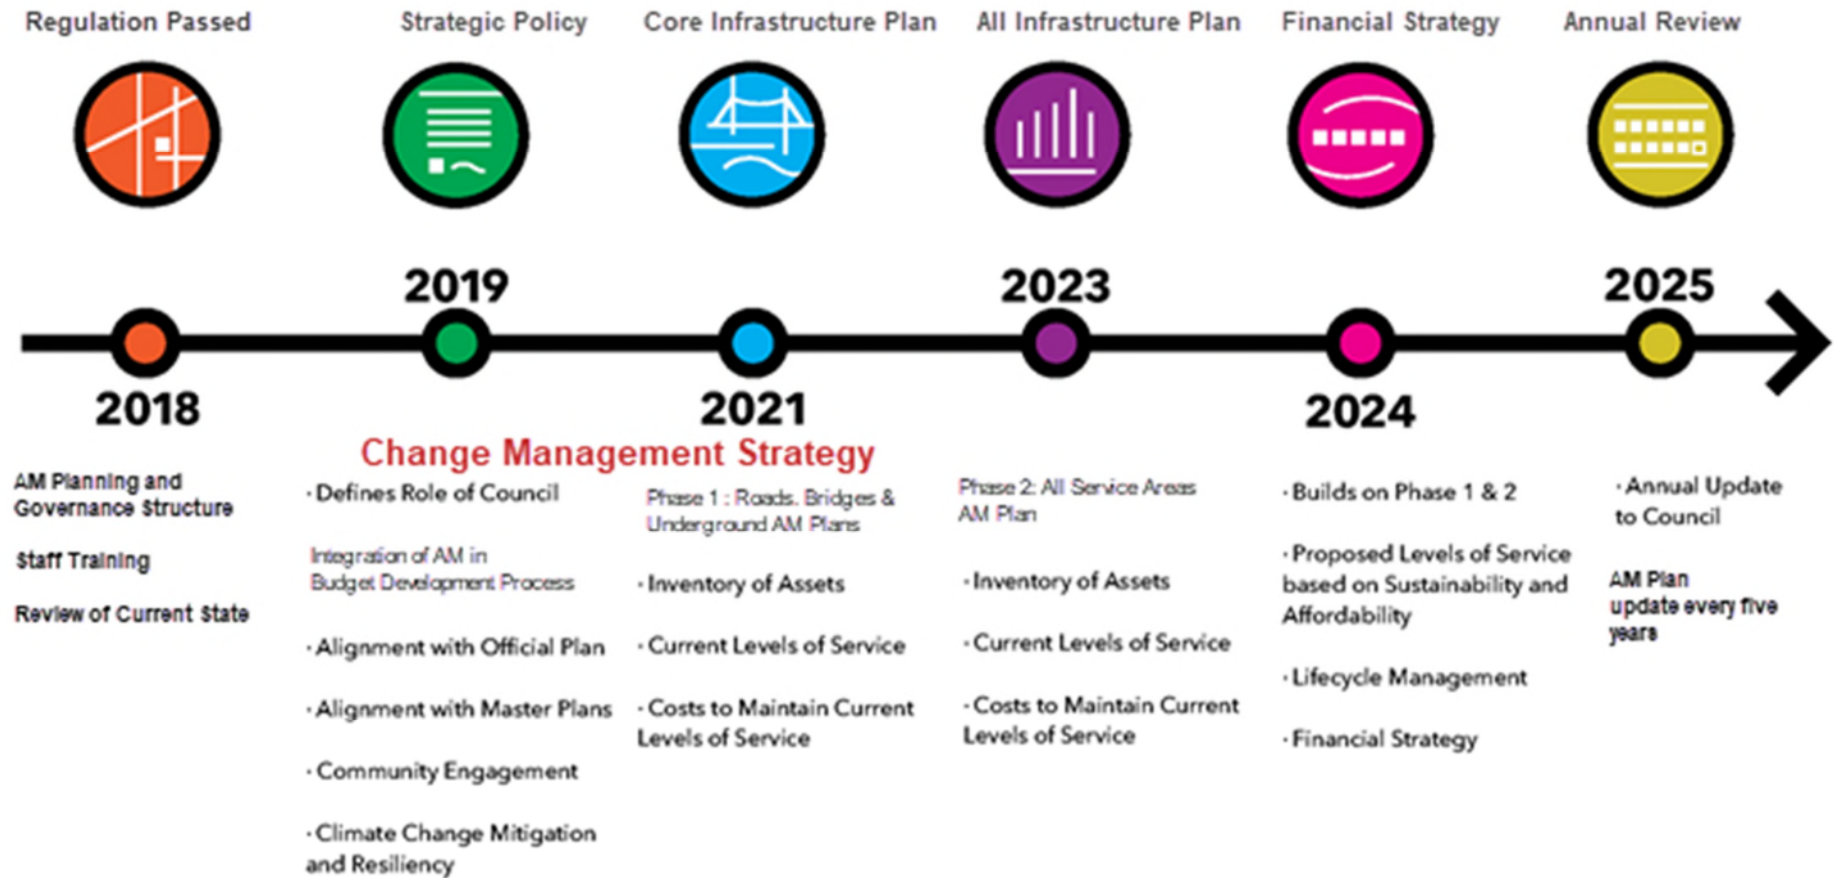 Regulation Passed
Strategic Policy
Core Infrastructure Plan
All Infrastructure Plan
Financial Strategy
Annual Review
2019
2023
2025
2018
2021
2024
Change Management Strategy
AM Planning and
Governance Structure
Staff Training
Review of Current State
· Defines Role of Council
Integration of AM in
Budget Development Process
· Alignment with Official Plan
· Alignment with Master Plans
· Community Engagement
· Climate Change Mitigation
and Resiliency
Phase 1 : Roads. Bridges &
Underground AM Plans
· Inventory of Assets
· Current Levels of Service
· Costs to Maintain Current
Levels of Service
Phase 2: All Service Areas
AM Plan
· Inventory of Assets
· Current Levels of Service
· Costs to Maintain Current
Levels of Service
· Builds on Phase 1 & 2
· Proposed Levels of Service
based on Sustainability and
Affordability
· Lifecycle Management
· Financial Strategy
· Annual Update
to Council
AM Plan
update every five
years